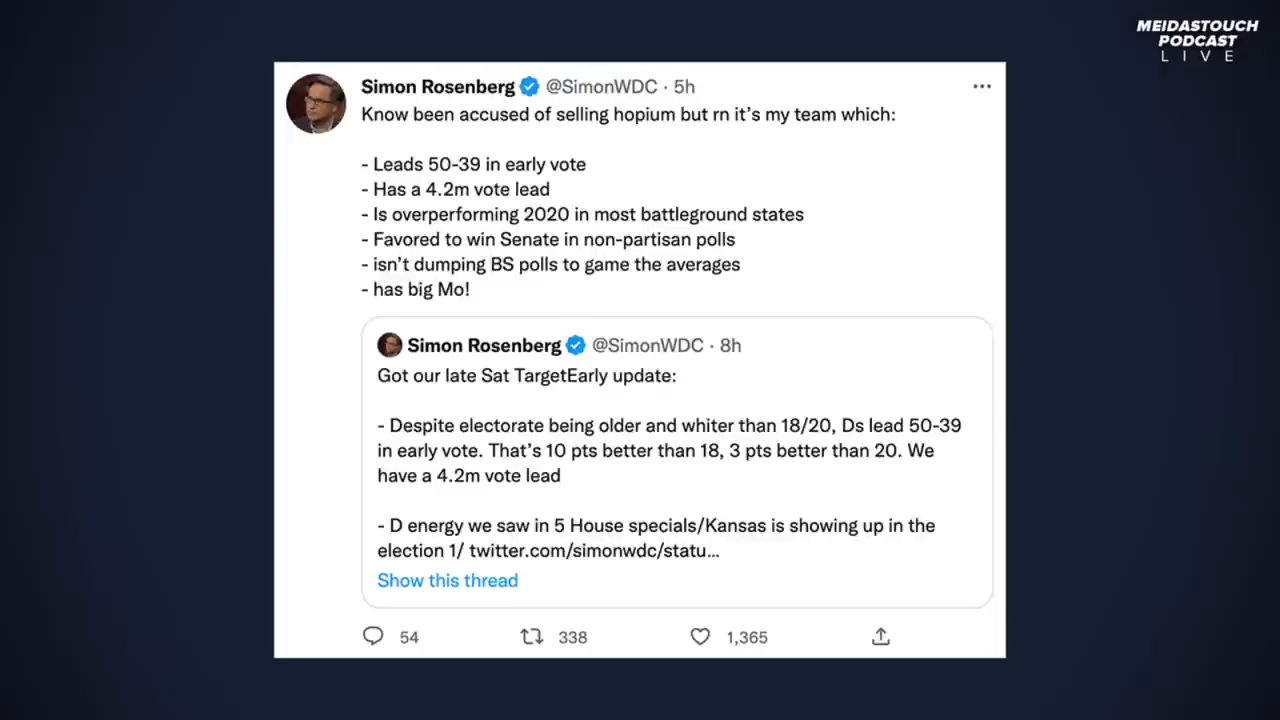 MEIDASTOUCH
PODCAST
LIVE
Simon Rosenberg @SimonWDC · 5h
Know been accused of selling hopium but rn it’s my team which:
- Leads 50-39 in early vote
- Has a 4.2m vote lead
- Is overperforming 2020 in most battleground states
- Favored to win Senate in non-partisan polls
- isn’t dumping BS polls to game the averages
- has big Mo!
Simon Rosenberg @SimonWDC · 8h
Got our late Sat TargetEarly update:
- Despite electorate being older and whiter than 18/20, Ds lead 50-39
in early vote. That’s 10 pts better than 18, 3 pts better than 20. We
have a 4.2m vote lead
- D energy we saw in 5 House specials/Kansas is showing up in the
election 1/ twitter.com/simonwdc/statu...
Show this thread
54 338 1,365